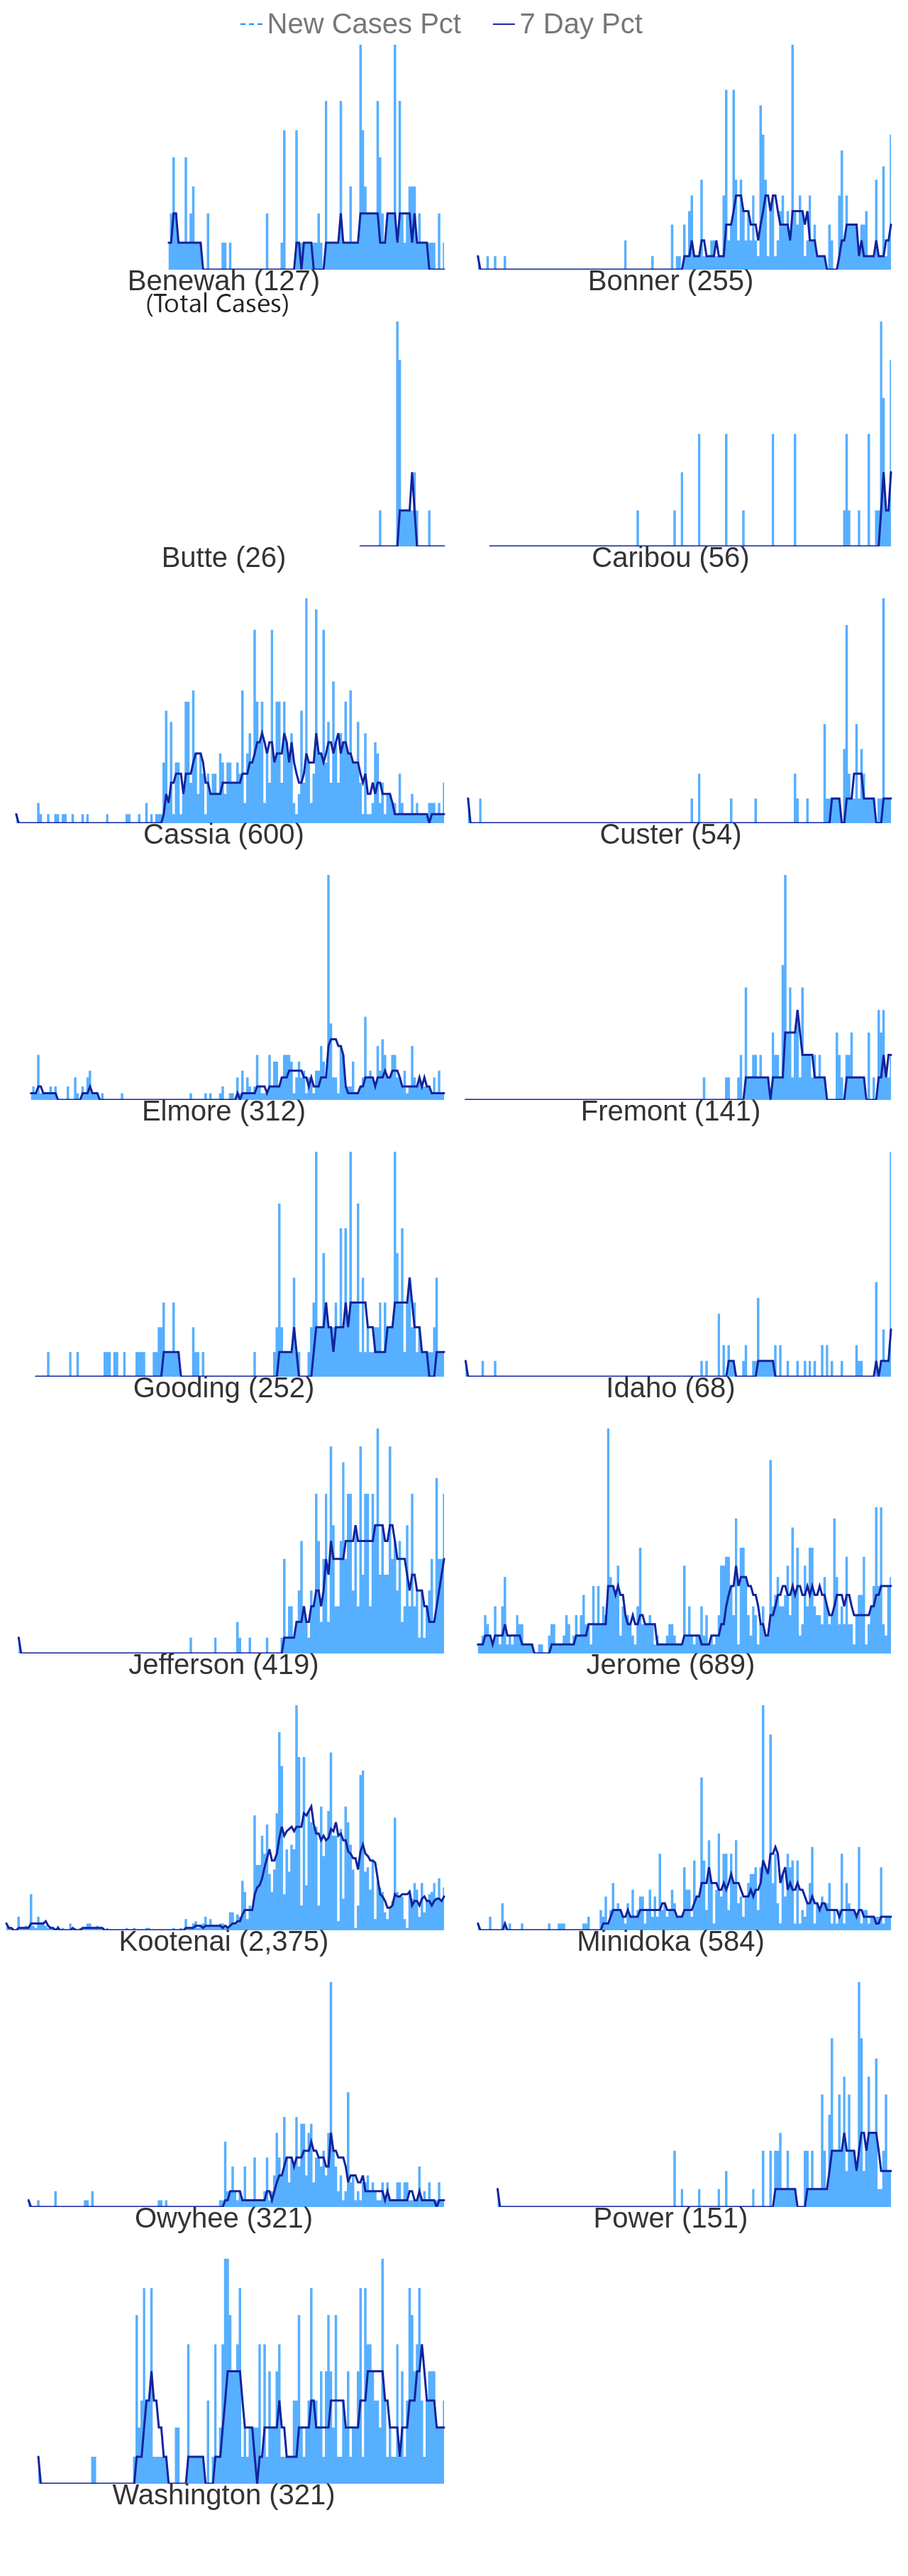 New Cases Pct 7 Day Pct
Benewah (127) Bonner (255)
(Total Cases)
Butte (26) Caribou (56)
Cassia (600) Custer (54)
Elmore (312) Fremont (141)
Gooding (252) Idaho (68)
Jefferson (419) Jerome (689)
Kootenai (2,375) Minidoka (584)
Owyhee (321) Power (151)
Washington (321)